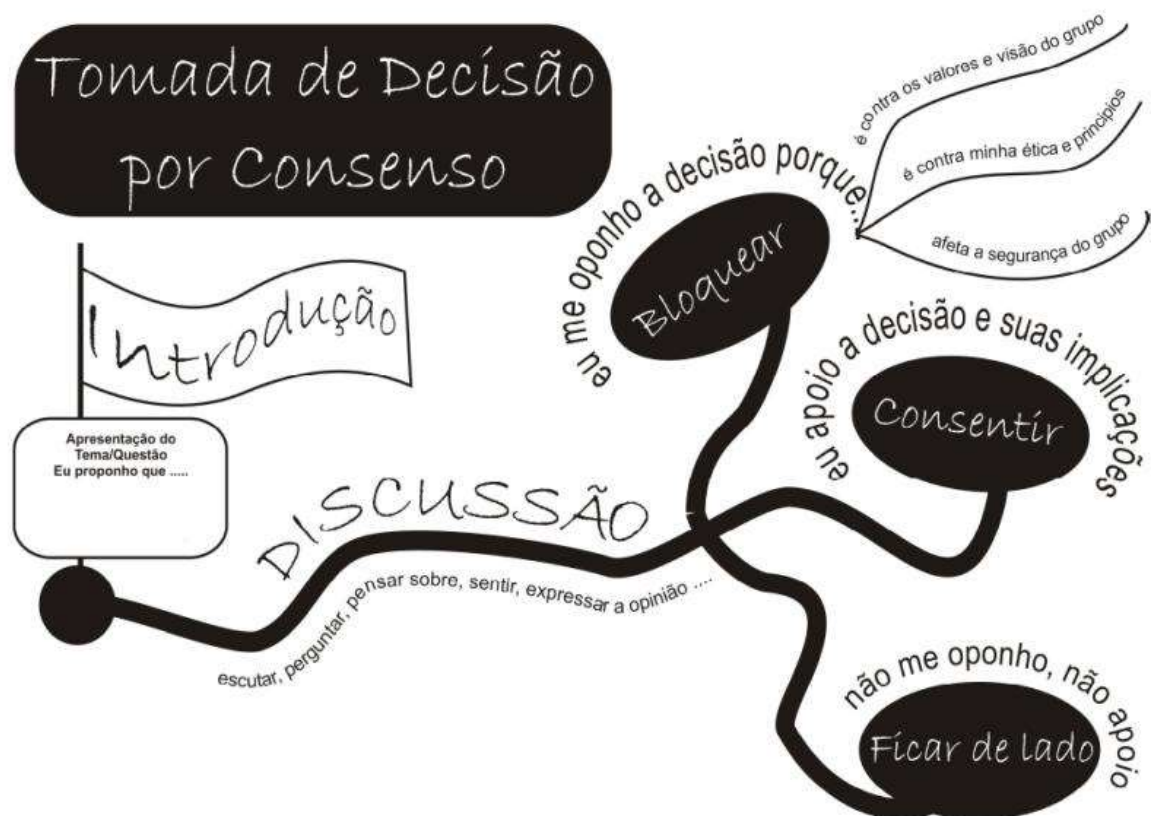 Tomada de Decisão
por Consenso
Introdução
Apresentação do
Tema/Questão
Eu proponho que .....
DISCUSSÃO
escutar, perguntar, pensar sobre, sentir, expressar a opinião ....
eu me oponho a decisão porque...
Bloquear
é contra os valores e visão do grupo
é contra minha ética e principios
afeta a segurança do grupo
eu apoio a decisão e suas implicações
Consentir
não me oponho, não apoio
Ficar de lado